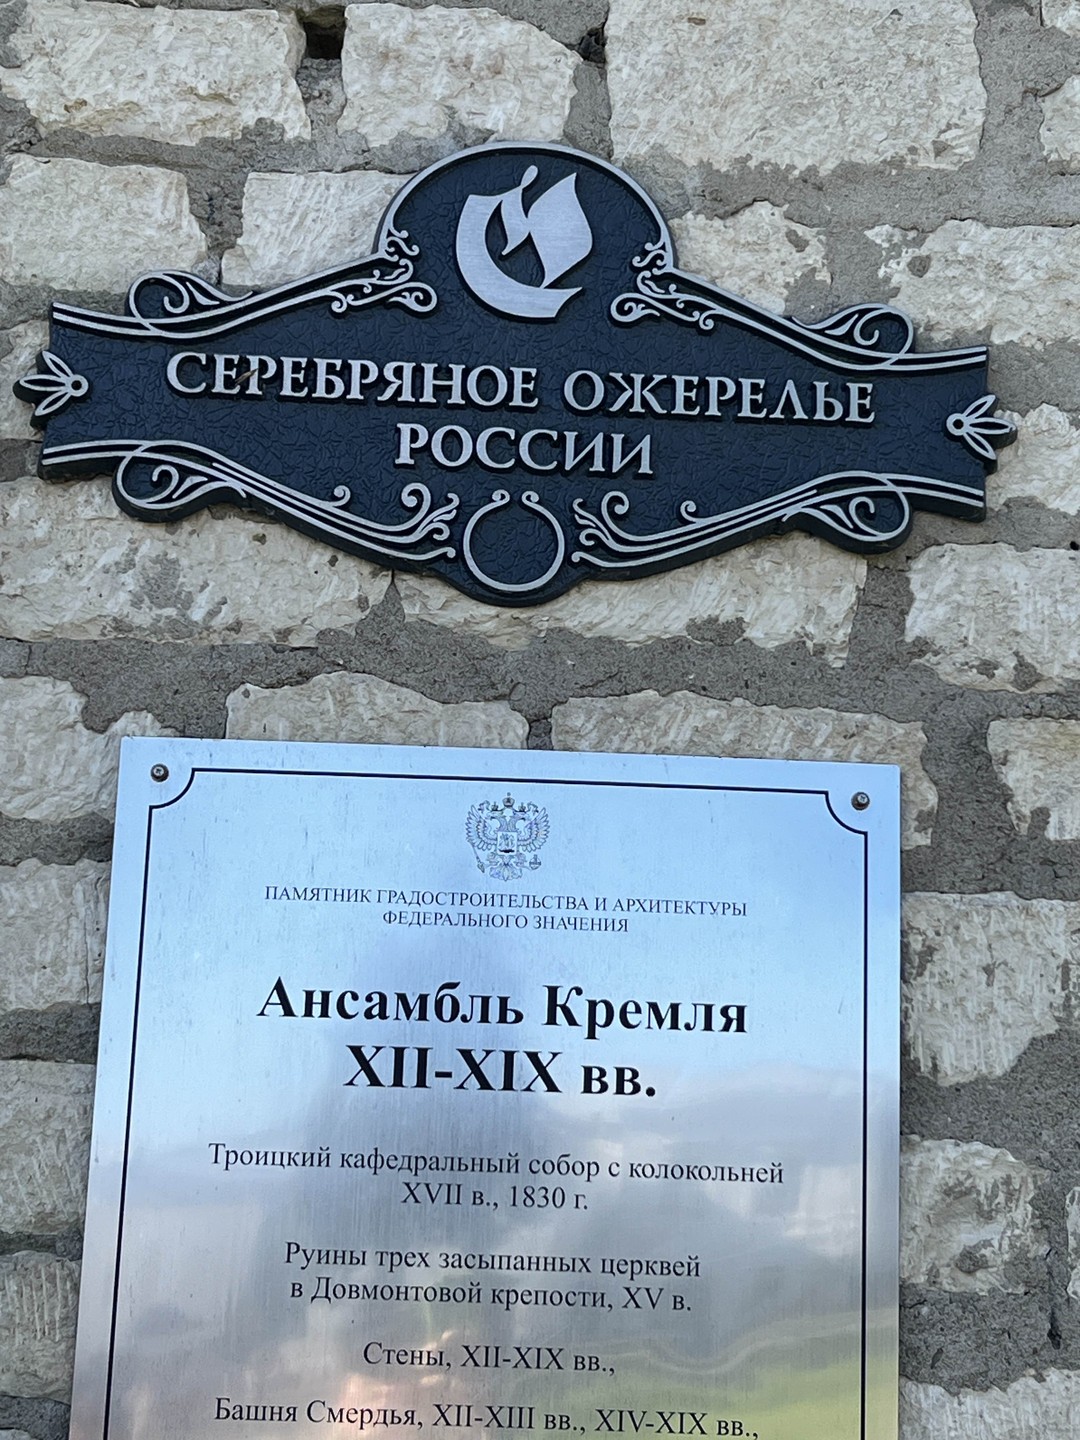 СЕРЕБРЯНОЕ ОЖЕРЕЛЬЕ
РОССИИ
ПАМЯТНИК ГРАДОСТРОИТЕЛЬСТВА И АРХИТЕКТУРЫ
ФЕДЕРАЛЬНОГО ЗНАЧЕНИЯ
Ансамбль Кремля
XII-XIX вв.
Троицкий кафедральный собор с колокольней
XVII в., 1830 г.
Руины трех засыпанных церквей
в Довмонтовой крепости, XV в.
Стены, XII-XIX вв.,
Башня Смердья, XII-XIII вв., XIV-XIX вв.,